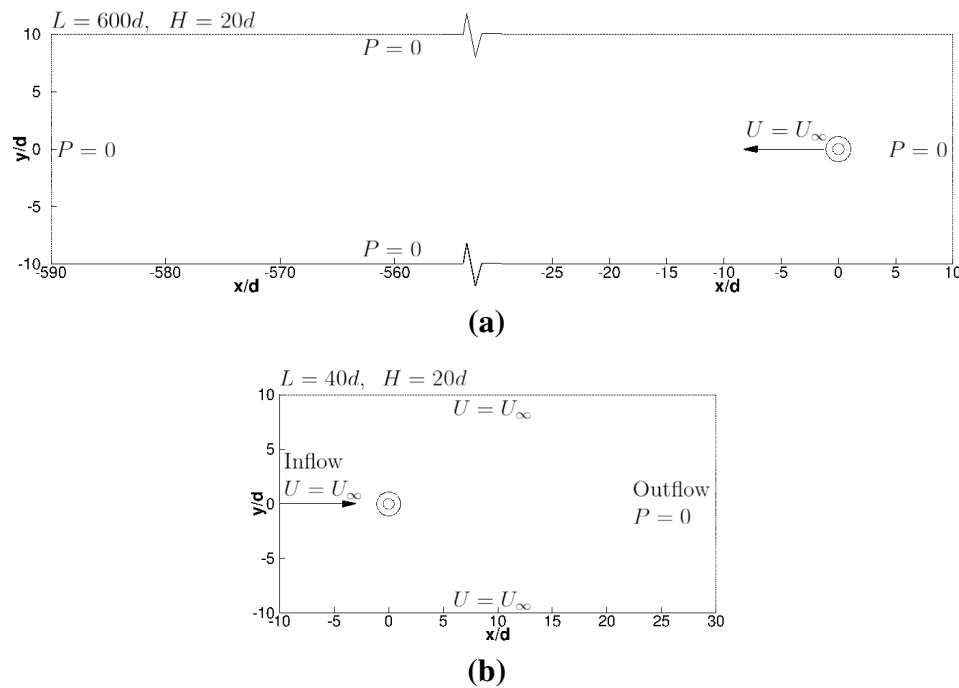 L = 600d, H = 20d
10
P = 0
5
U = U∞
y/d
0
P = 0
P = 0
-5
P = 0
-10
-590 -580 -570 -560 -25 -20 -15 -10 -5 0 5 10
x/d x/d
(a)
L = 40d, H = 20d
10
U = U∞
5
Inflow
U = U∞
Outflow
y/d
0
P = 0
-5
U = U∞
-10
-10 -5 0 5 10 15 20 25 30
x/d
(b)